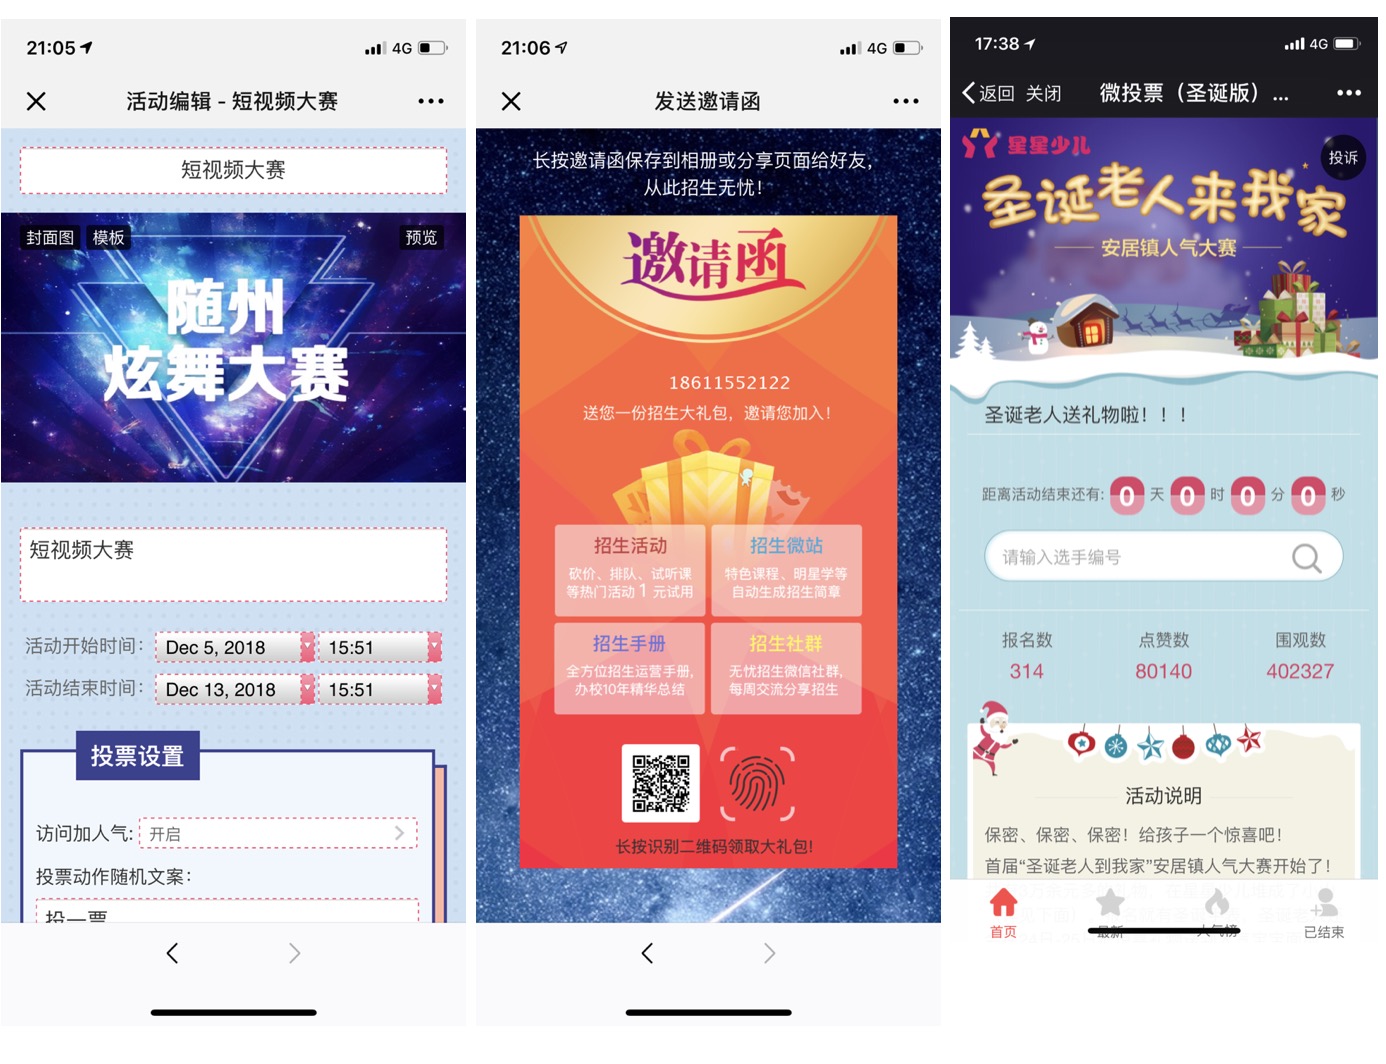 21:05
4G
活动编辑 - 短视频大赛
短视频大赛
封面图
模板
预览
随州
炫舞大赛
短视频大赛
活动开始时间：
Dec 5, 2018
15:51
活动结束时间：
Dec 13, 2018
15:51
投票设置
访问加人气:
开启
投票动作随机文案：
投一票
21:06
4G
发送邀请函
长按邀请函保存到相册或分享页面给好友，
从此招生无忧！
邀请函
18611552122
送您一份招生大礼包，邀请您加入！
招生活动
砍价、排队、试听课
等热门活动 1 元试用
招生微站
特色课程、明星学等
自动生成招生简章
招生手册
全方位招生运营手册，
办校10年精华总结
招生社群
无忧招生微信社群，
每周交流分享招生
长按识别二维码领取大礼包!
17:38
4G
返回
关闭
微投票（圣诞版）...
星星少儿
投诉
圣诞老人来我家
安居镇人气大赛
圣诞老人送礼物啦！！！
距离活动结束还有:
0
天
0
时
0
分
0
秒
请输入选手编号
报名数
点赞数
围观数
314
80140
402327
活动说明
保密、保密、保密！给孩子一个惊喜吧！
首届“圣诞老人到我家”安居镇人气大赛开始了！
首页
最新
人气榜
已结束